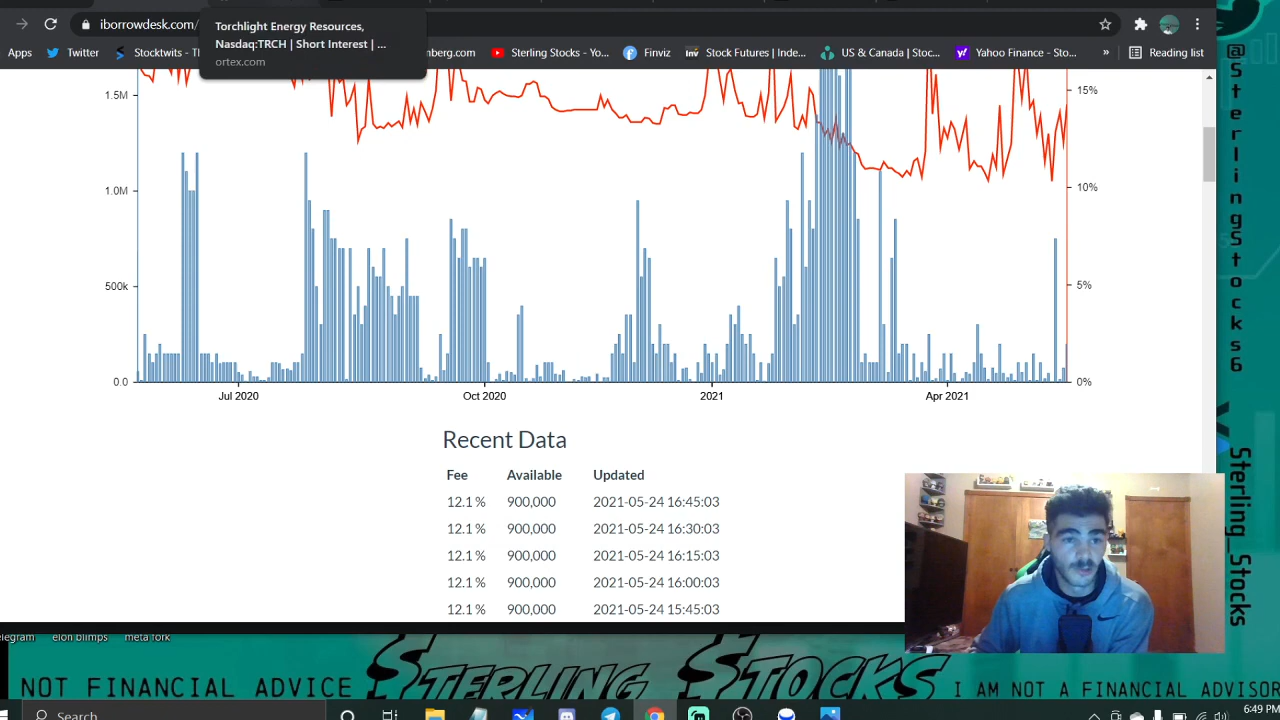 iborrowdesk.com/
Torchlight Energy Resources,
Nasdaq:TRCH | Short Interest | ...
ortex.com
Apps
Twitter
Stocktwits - Th
mberg.com
Sterling Stocks - Yo...
Finviz
Stock Futures | Inde...
US & Canada | Stoc...
Yahoo Finance - Sto...
»
Reading list
1.5M
1.0M
500k
0.0
15%
10%
5%
0%
Jul 2020
Oct 2020
2021
Apr 2021
Recent Data
Fee Available Updated
12.1 % 900,000 2021-05-24 16:45:03
12.1 % 900,000 2021-05-24 16:30:03
12.1 % 900,000 2021-05-24 16:15:03
12.1 % 900,000 2021-05-24 16:00:03
12.1 % 900,000 2021-05-24 15:45:03
@SterlingStocks6
Sterling_Stocks
elegram
elon blimps
meta fork
NOT FINANCIAL ADVICE
STERLING STOCKS
I AM NOT A FINANCIAL ADVISOR
Search
6:49 PM